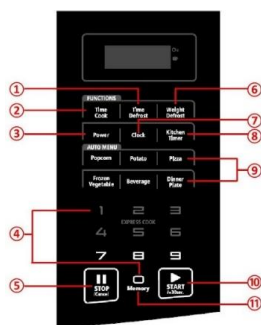 FUNCTIONS
① ⑥
② Time Cook Time Defrost Weight Defrost
⑦
③ Power Clock Kitchen Timer ⑧
AUTO MENU
Popcorn Potato Pizza
⑨
Frozen Vegetable Beverage Dinner Plate
1 2 3
④ EXPRESS COOK
4 5 6
7 8 9
⑤ STOP /Cancel 0 Memory START /+30Sec. ⑩
⑪